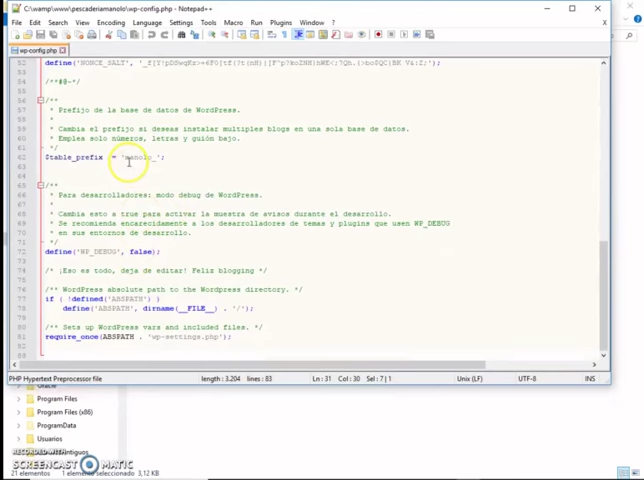 C:\wamp\www\pescaderiamanolo\wp-config.php - Notepad++
File Edit Search View Encoding Language Settings Tools Macro Run Plugins Window ?
wp-config.php
52 define('NONCE_SALT',
53
54 /**#@-*/
55
56 /**
57 * Prefijo de la base de datos de WordPress.
58 *
59 * Cambia el prefijo si deseas instalar multiples blogs en una sola base de datos.
60 * Emplea solo números, letras y guión bajo.
61 */
62 $table_prefix = 'manolo_';
63
64
65 /**
66 * Para desarrolladores: modo debug de WordPress.
67 *
68 * Cambia esto a true para activar la muestra de avisos durante el desarrollo.
69 * Se recomienda encarecidamente a los desarrolladores de temas y plugins que usen WP_DEBUG
70 * en sus entornos de desarrollo.
71 */
72 define('WP_DEBUG', false);
73
74 /* ¡Eso es todo, deja de editar! Feliz blogging */
75
76 /** WordPress absolute path to the Wordpress directory. */
77 if ( !defined('ABSPATH') )
78 define('ABSPATH', dirname(__FILE__) . '/');
79
80 /** Sets up WordPress vars and included files. */
81 require_once(ABSPATH . 'wp-settings.php');
82
83
PHP Hypertext Preprocessor file length : 3.204 lines : 83 Ln : 31 Col : 30 Sel : 7 | 1 Unix (LF) UTF-8 INS
Program Files
Program Files (x86)
ProgramData
Usuarios
RECORDED WITH
SCREENCAST MATIC
21 elementos 1 elemento seleccionado 3,12 KB